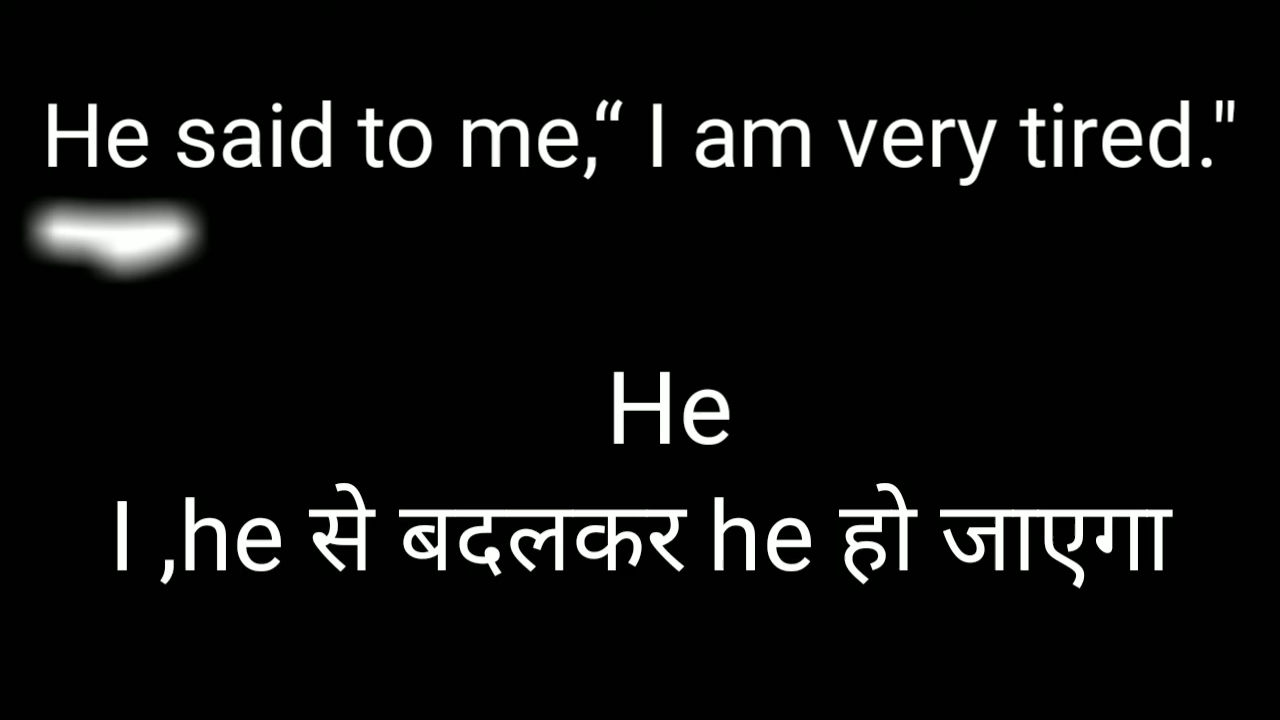 He said to me,“ I am very tired."
He
I ,he से बदलकर he हो जाएगा